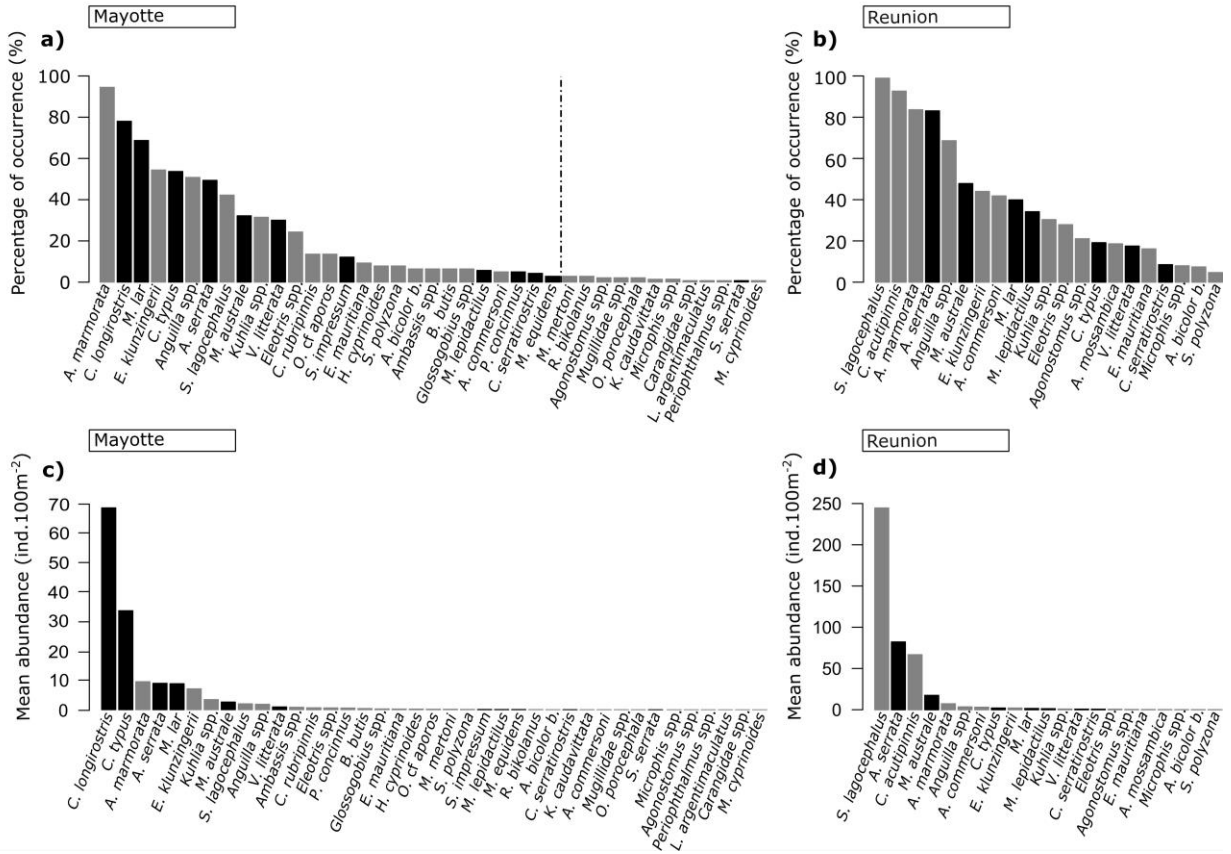 Mayotte
a)
Percentage of occurrence (%)
100
80
60
40
20
0
A. marmorata
C. longirostris
M. lar
E. klunzingerii
C. typus
Anguilla spp.
A. serrata
S. lagocephalus
M. australe
Kuhlia spp.
V. litterata
Eleotris spp.
C. rubripinnis
O. cf aporos
S. impressum
E. mauritiana
H. cyprinoides
S. polyzona
A. bicolor b.
Ambassis spp.
B. butis
Glossogobius spp.
M. lepidactilus
A. commersoni
P. concinnus
C. serratirostris
M. equidens
M. mertoni
R. bikolanus
Agonostomus spp.
Mugillidae spp.
O. porocephala
K. caudavittata
Microphis spp.
Carangidae spp.
L. argentimaculatus
Periophthalmus spp.
S. serrata
M. cyprinoides
Reunion
b)
Percentage of occurrence (%)
100
80
60
40
20
0
S. lagocephalus
C. acutipinnis
A. marmorata
A. serrata
Anguilla spp.
M. australe
E. klunzingerii
A. commersoni
M. lar
M. lepidactilus
Kuhlia spp.
Eleotris spp.
Agonostomus spp.
C. typus
A. mossambica
V. litterata
E. mauritana
C. serratirostris
Microphis spp.
A. bicolor b.
S. polyzona
Mayotte
c)
Mean abundance (ind.100m-2)
70
60
50
40
30
20
10
0
C. longirostris
C. typus
A. marmorata
A. serrata
M. lar
E. klunzingerii
Kuhlia spp.
M. australe
S. lagocephalus
Anguilla spp.
V. litterata
Ambassis spp.
C. rubripinnis
Eleotris spp.
P. concinnus
B. butis
Glossogobius spp.
E. mauritiana
H. cyprinoides
O. cf aporos
M. mertoni
S. polyzona
S. impressum
M. lepidactilus
M. equidens
R. bikolanus
A. bicolor b.
C. serratirostris
K. caudavittata
A. commersoni
Mugillidae spp.
O. porocephala
S. serrata
Microphis spp.
Agonostomus spp.
Periophthalmus spp.
L. argentimaculatus
Carangidae spp.
M. cyprinoides
Reunion
d)
Mean abundance (ind.100m-2)
250
200
150
100
50
0
S. lagocephalus
A. serrata
C. acutipinnis
M. australe
A. marmorata
Anguilla spp.
A. commersoni
C. typus
E. klunzingerii
M. lar
M. lepidactilus
Kuhlia spp.
V. litterata
C. serratirostris
Eleotris spp.
Agonostomus spp.
E. mauritiana
A. mossambica
Microphis spp.
A. bicolor b.
S. polyzona